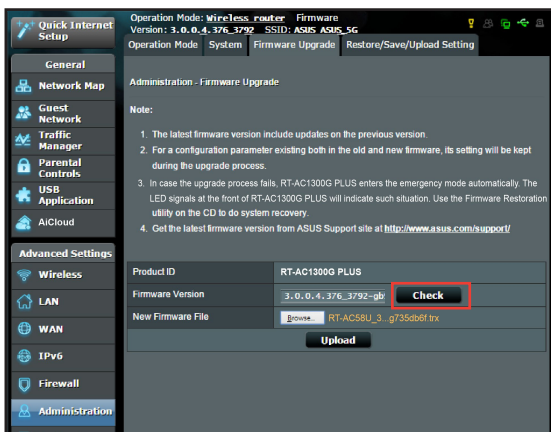 Quick Internet
Setup
Operation Mode: Wireless router Firmware
Version: 3.0.0.4.376_3792 SSID: ASUS ASUS_5G
Operation Mode System Firmware Upgrade Restore/Save/Upload Setting
General
Network Map
Guest
Network
Traffic
Manager
Parental
Controls
USB
Application
AiCloud
Advanced Settings
Wireless
LAN
WAN
IPv6
Firewall
Administration
Administration - Firmware Upgrade
Note:
1. The latest firmware version include updates on the previous version.
2. For a configuration parameter existing both in the old and new firmware, its setting will be kept
during the upgrade process.
3. In case the upgrade process fails, RT-AC1300G PLUS enters the emergency mode automatically. The
LED signals at the front of RT-AC1300G PLUS will indicate such situation. Use the Firmware Restoration
utility on the CD to do system recovery.
4. Get the latest firmware version from ASUS Support site at http://www.asus.com/support/
Product ID RT-AC1300G PLUS
Firmware Version 3.0.0.4.376_3792-gb Check
New Firmware File Browse... RT-AC58U_3...g735db6f.trx
Upload